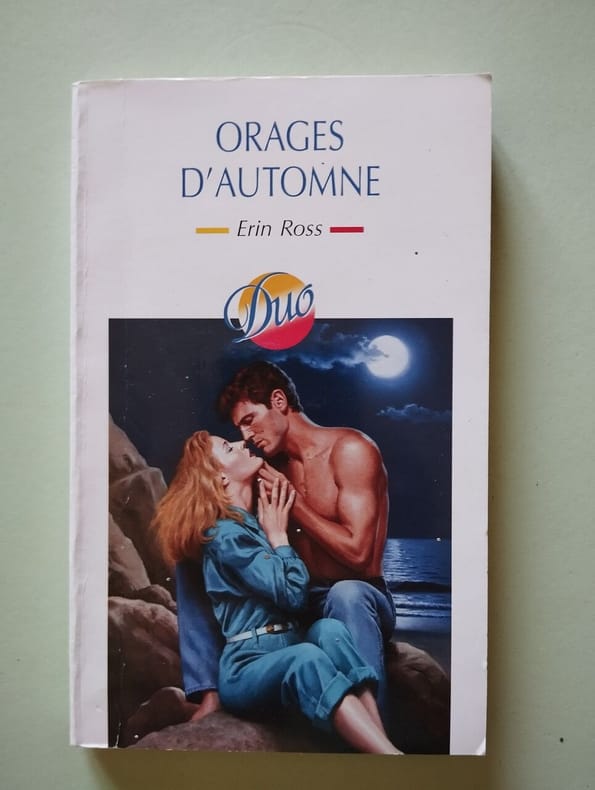 ORAGES
D'AUTOMNE
Erin Ross
Duo